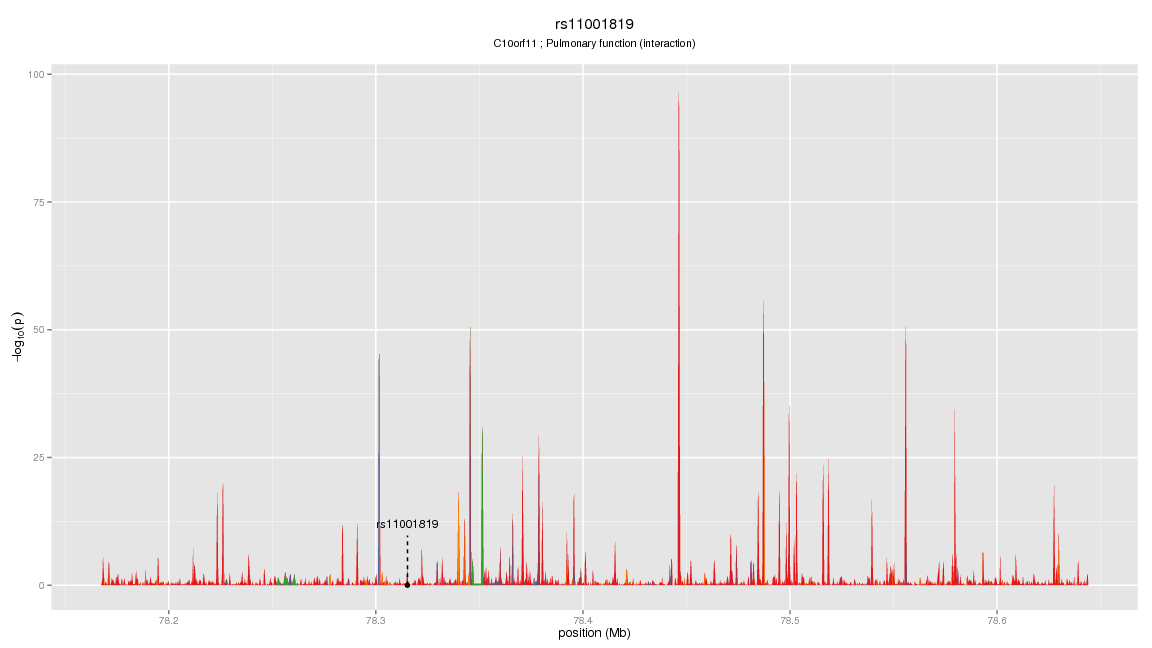 rs11001819
C10orf11 ; Pulmonary function (interaction)
100
75
50
25
0
−log10(p)
rs11001819
78.2
78.3
78.4
78.5
78.6
position (Mb)